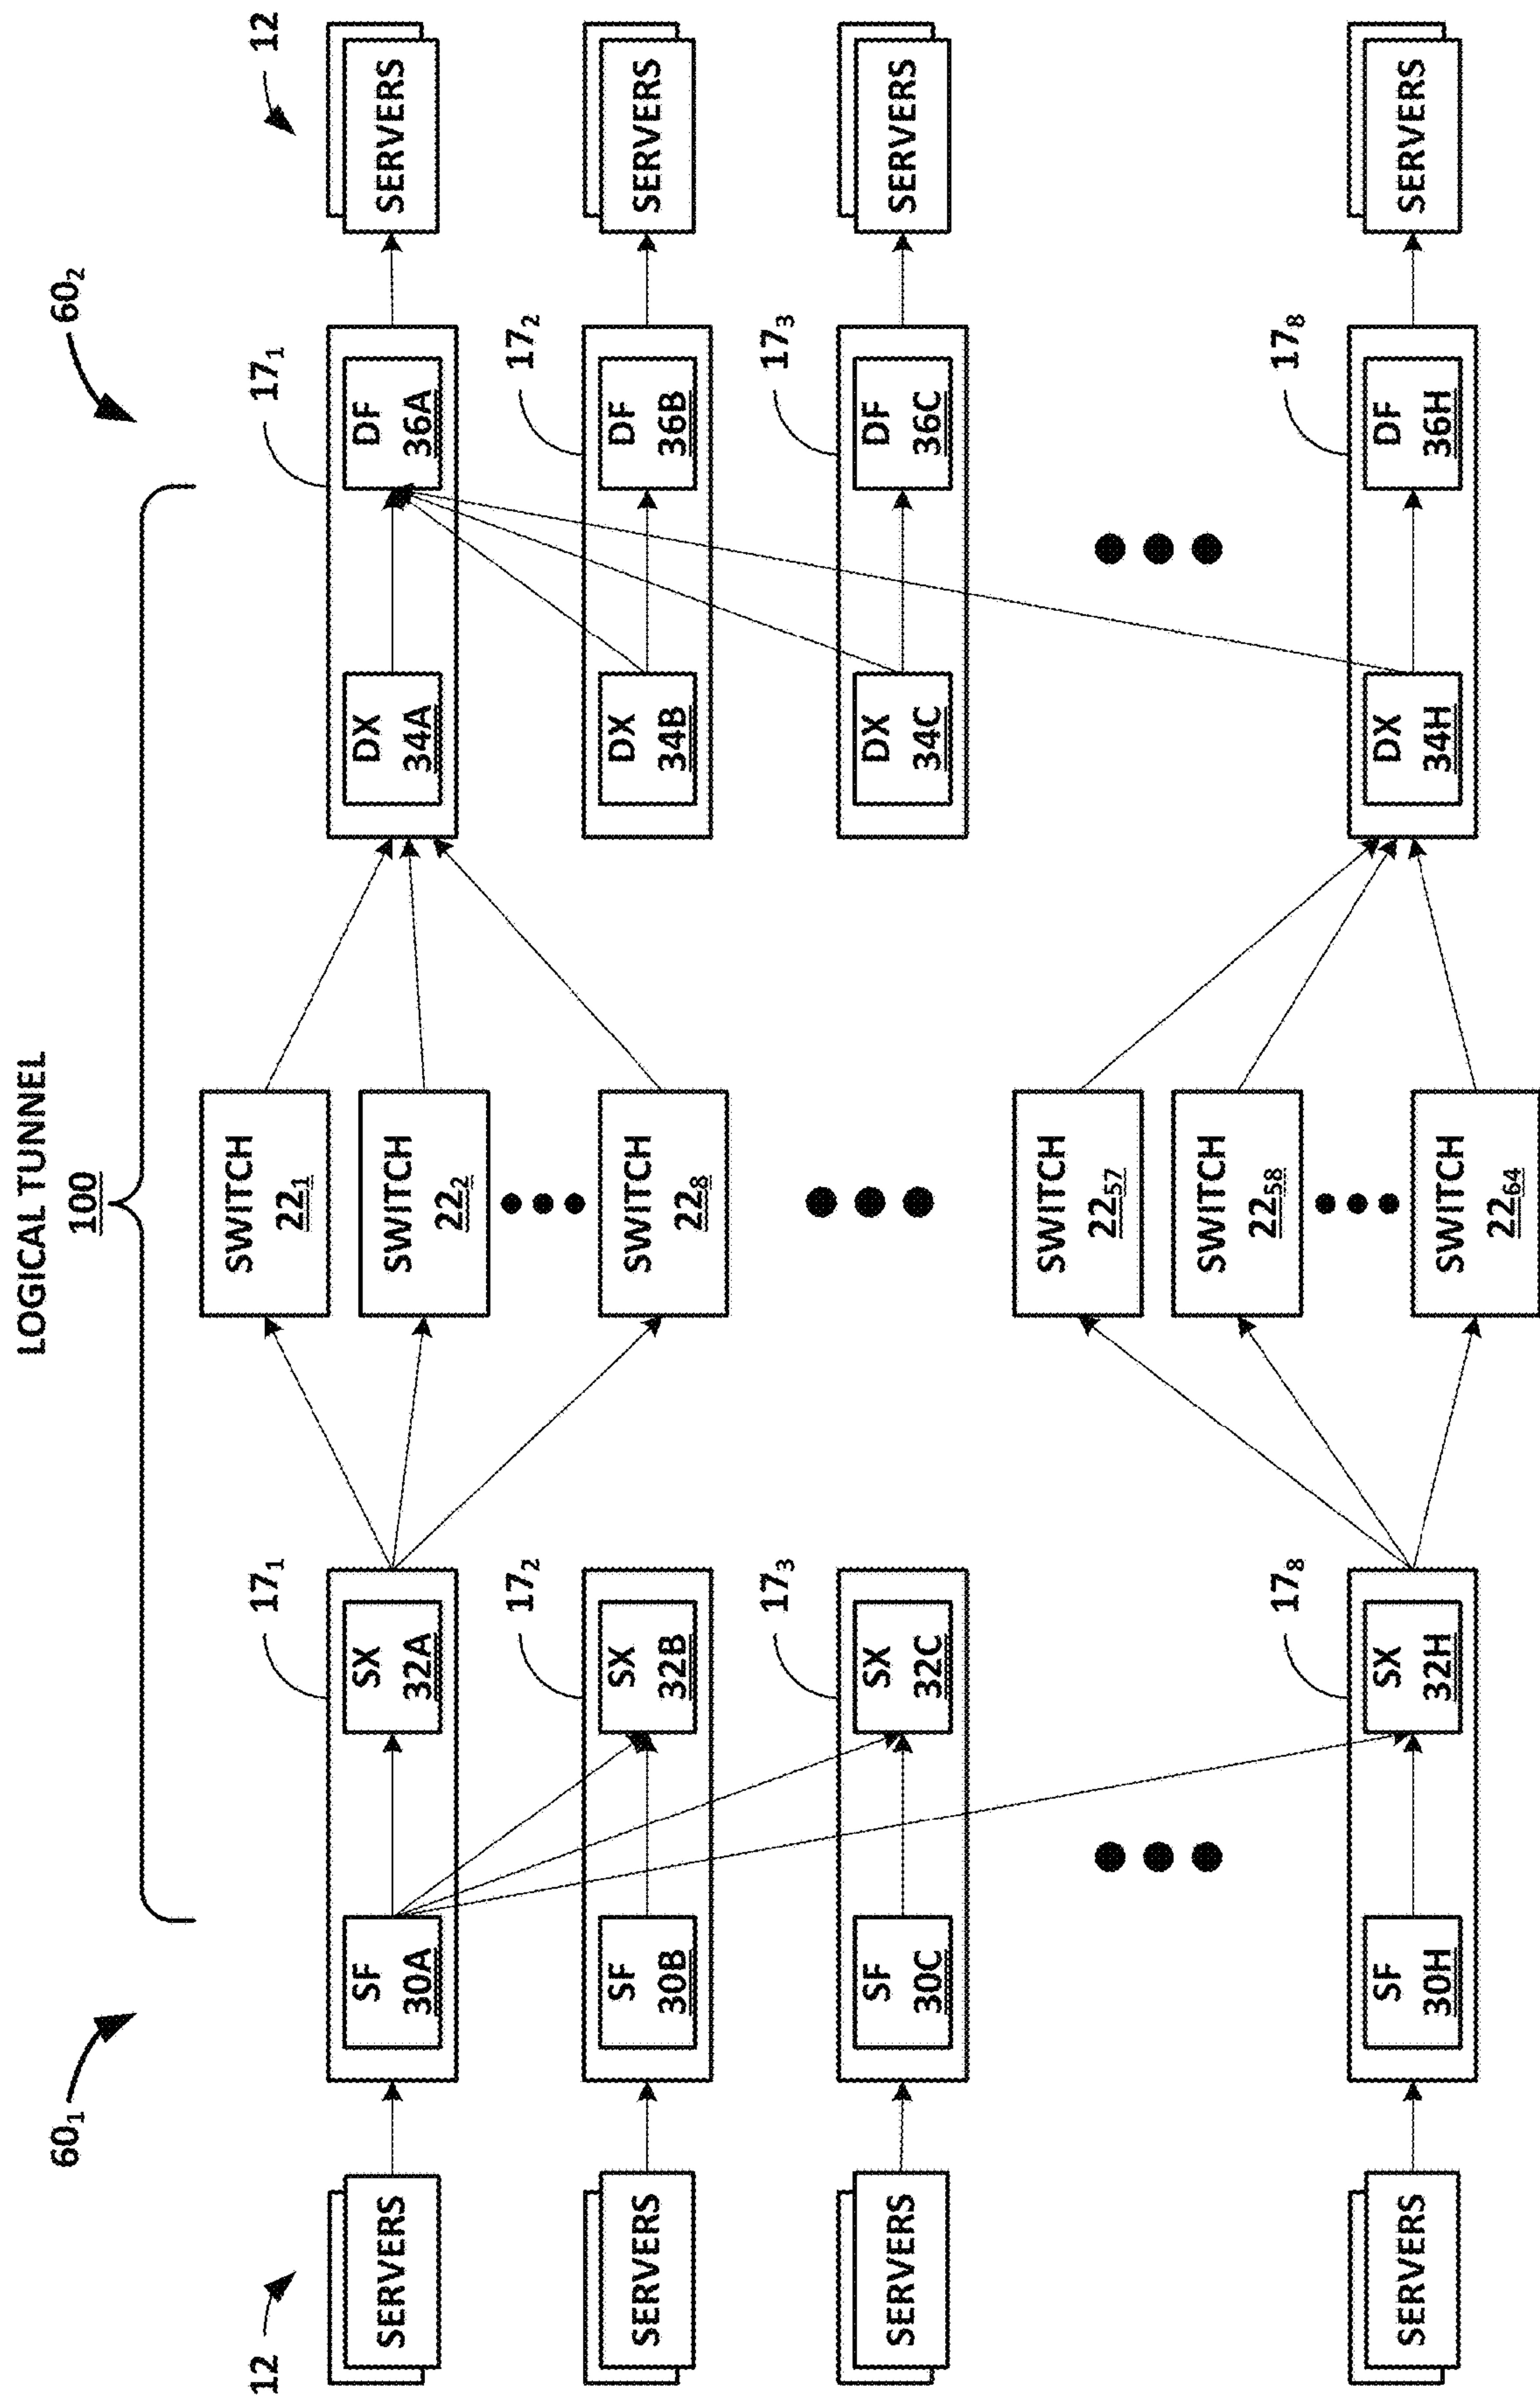 LOGICAL TUNNEL
100
60₁
60₂
12
12
SERVERS
17₁
SF
30A
SX
32A
SWITCH
22₁
SWITCH
22₂
SWITCH
22₈
17₁
DX
34A
DF
36A
SERVERS
SERVERS
17₂
SF
30B
SX
32B
17₂
DX
34B
DF
36B
SERVERS
SERVERS
17₃
SF
30C
SX
32C
17₃
DX
34C
DF
36C
SERVERS
SERVERS
17₈
SF
30H
SX
32H
SWITCH
22₅₇
SWITCH
22₅₈
SWITCH
22₆₄
17₈
DX
34H
DF
36H
SERVERS